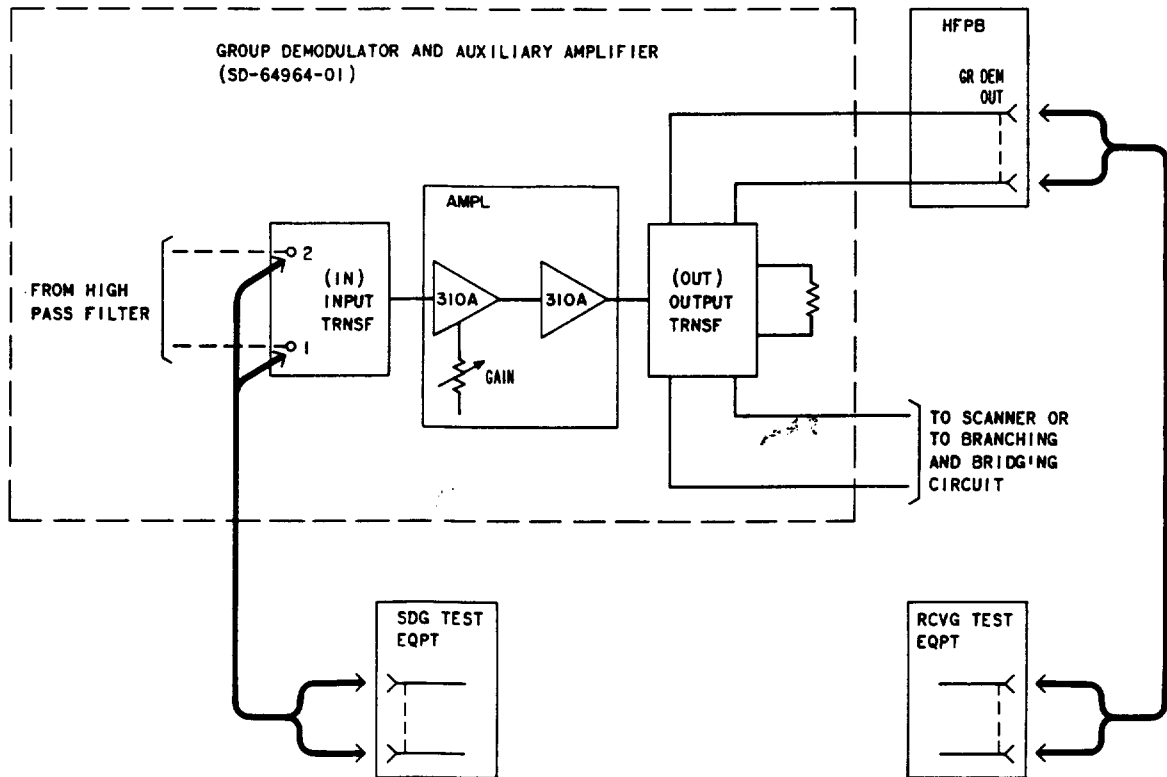 GROUP DEMODULATOR AND AUXILIARY AMPLIFIER
(SD-64964-01)
HFPB
GR DEM
OUT
AMPL
2
(IN)
INPUT
TRNSF
1
310A
310A
GAIN
(OUT)
OUTPUT
TRNSF
FROM HIGH
PASS FILTER
TO SCANNER OR
TO BRANCHING
AND BRIDGING
CIRCUIT
SDG TEST
EQPT
RCVG TEST
EQPT